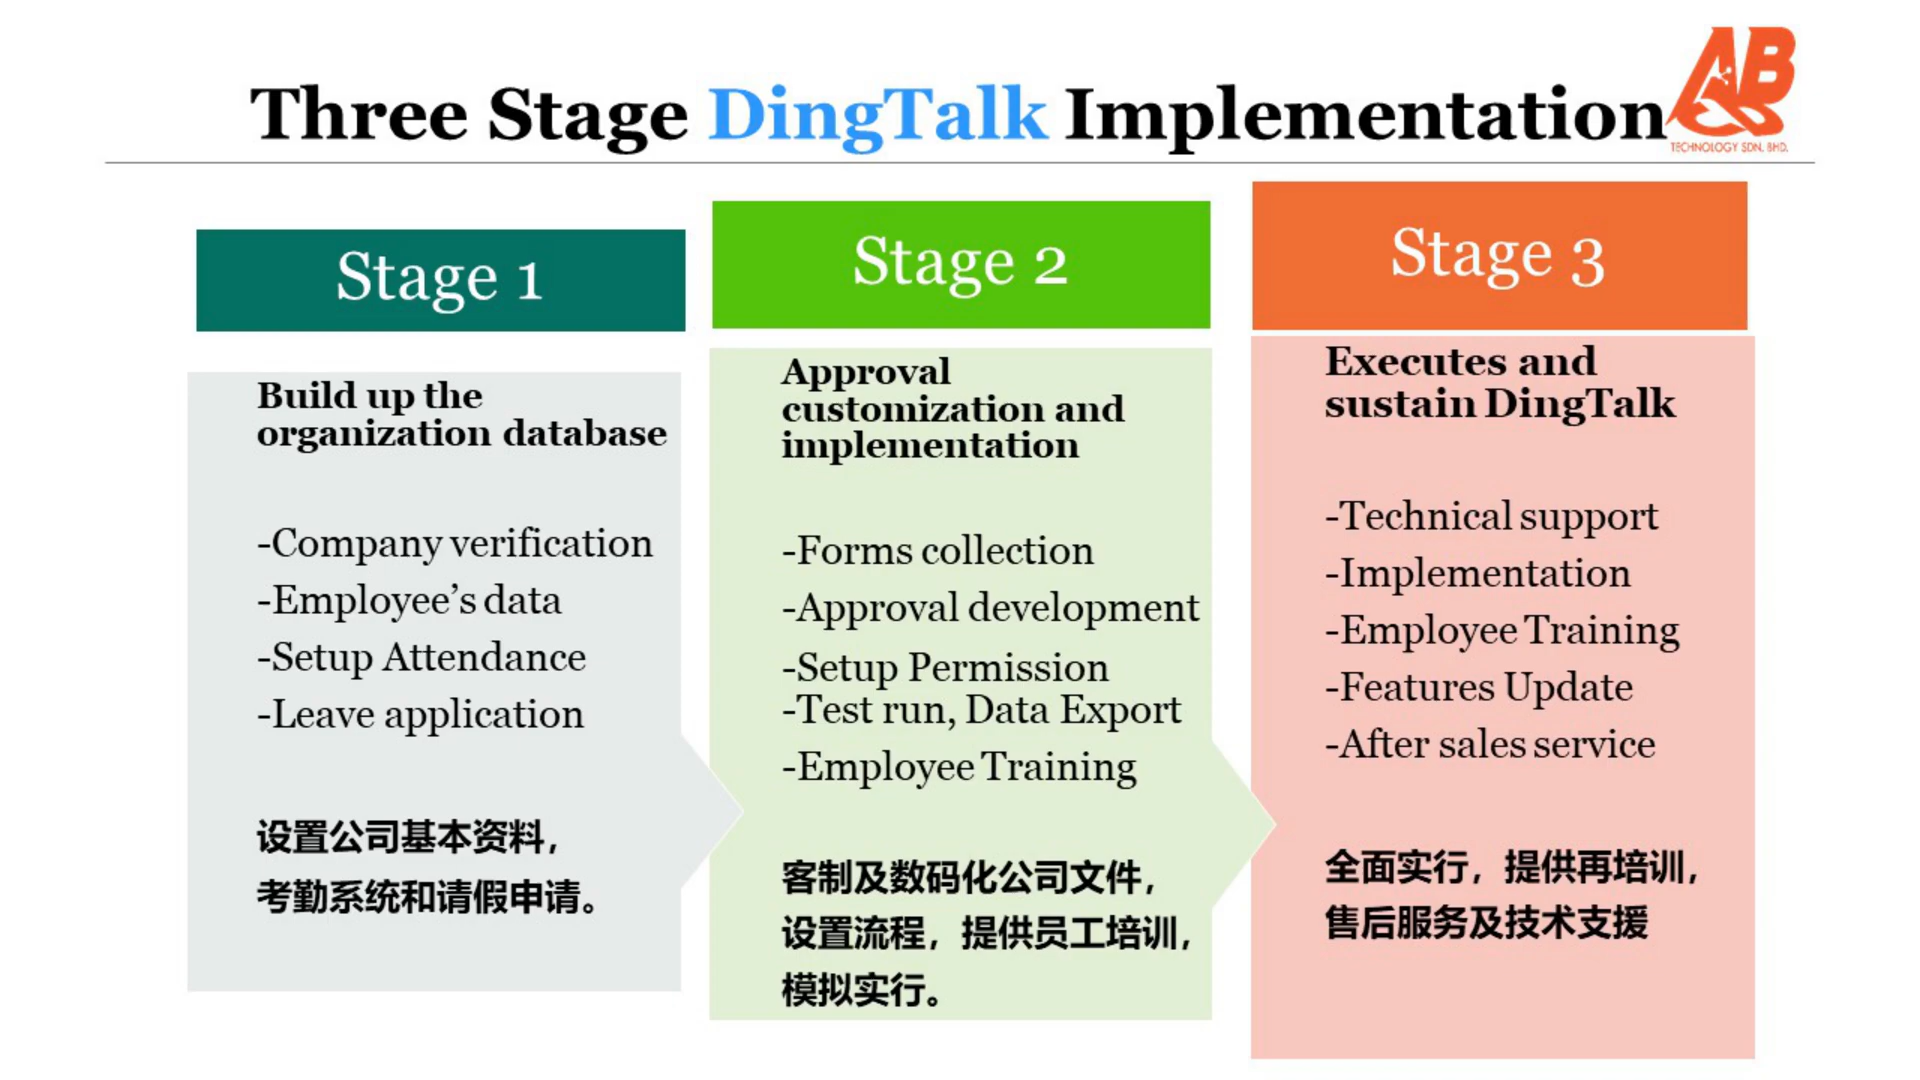 Three Stage DingTalk Implementation
AB
TECHNOLOGY SDN. BHD.
Stage 1
Build up the
organization database
-Company verification
-Employee’s data
-Setup Attendance
-Leave application
设置公司基本资料，
考勤系统和请假申请。
Stage 2
Approval
customization and
implementation
-Forms collection
-Approval development
-Setup Permission
-Test run, Data Export
-Employee Training
客制及数码化公司文件，
设置流程，提供员工培训，
模拟实行。
Stage 3
Executes and
sustain DingTalk
-Technical support
-Implementation
-Employee Training
-Features Update
-After sales service
全面实行，提供再培训，
售后服务及技术支援